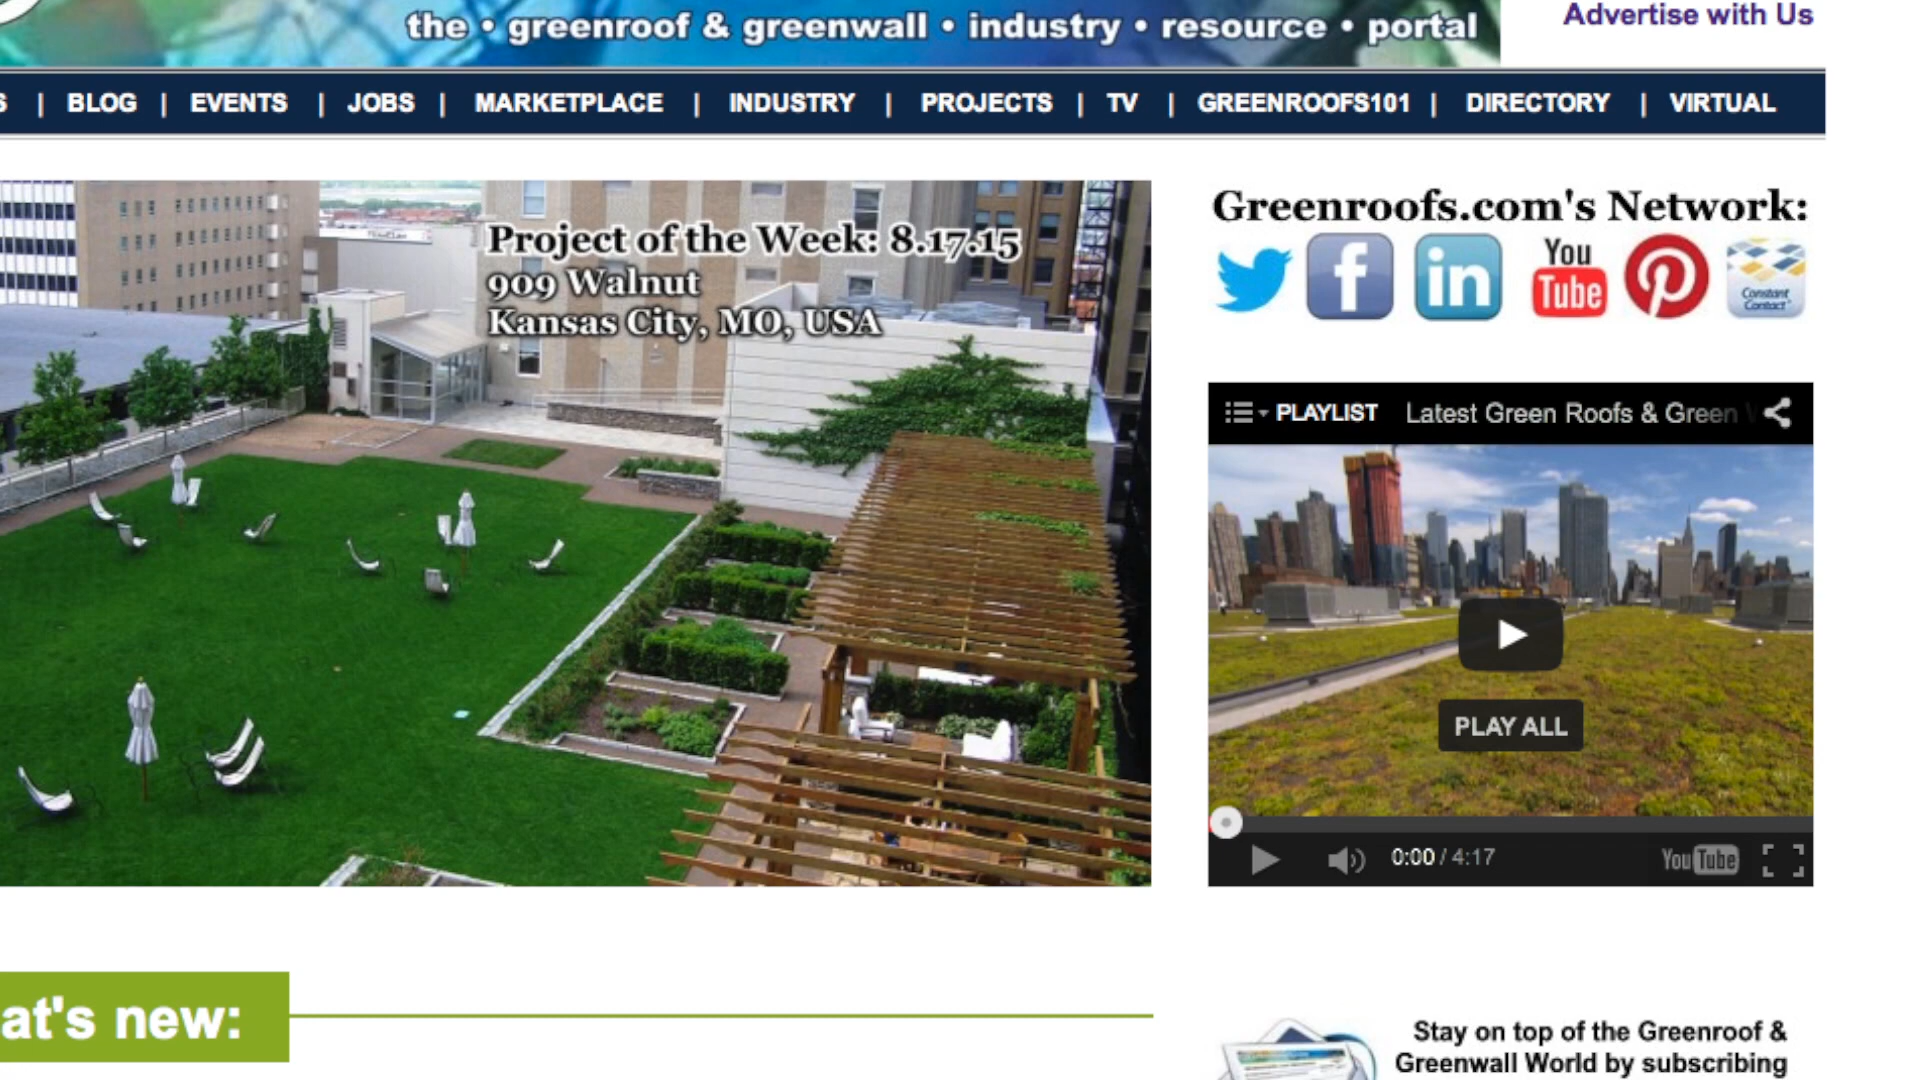 the • greenroof & greenwall • industry • resource • portal
Advertise with Us
S | BLOG | EVENTS | JOBS | MARKETPLACE | INDUSTRY | PROJECTS | TV | GREENROOFS101 | DIRECTORY | VIRTUAL
Project of the Week: 8.17.15
909 Walnut
Kansas City, MO, USA
Greenroofs.com's Network:
f
in
You
Tube
Constant
Contact
PLAYLIST Latest Green Roofs & Green
PLAY ALL
0:00 / 4:17
YouTube
at's new:
Stay on top of the Greenroof &
Greenwall World by subscribing